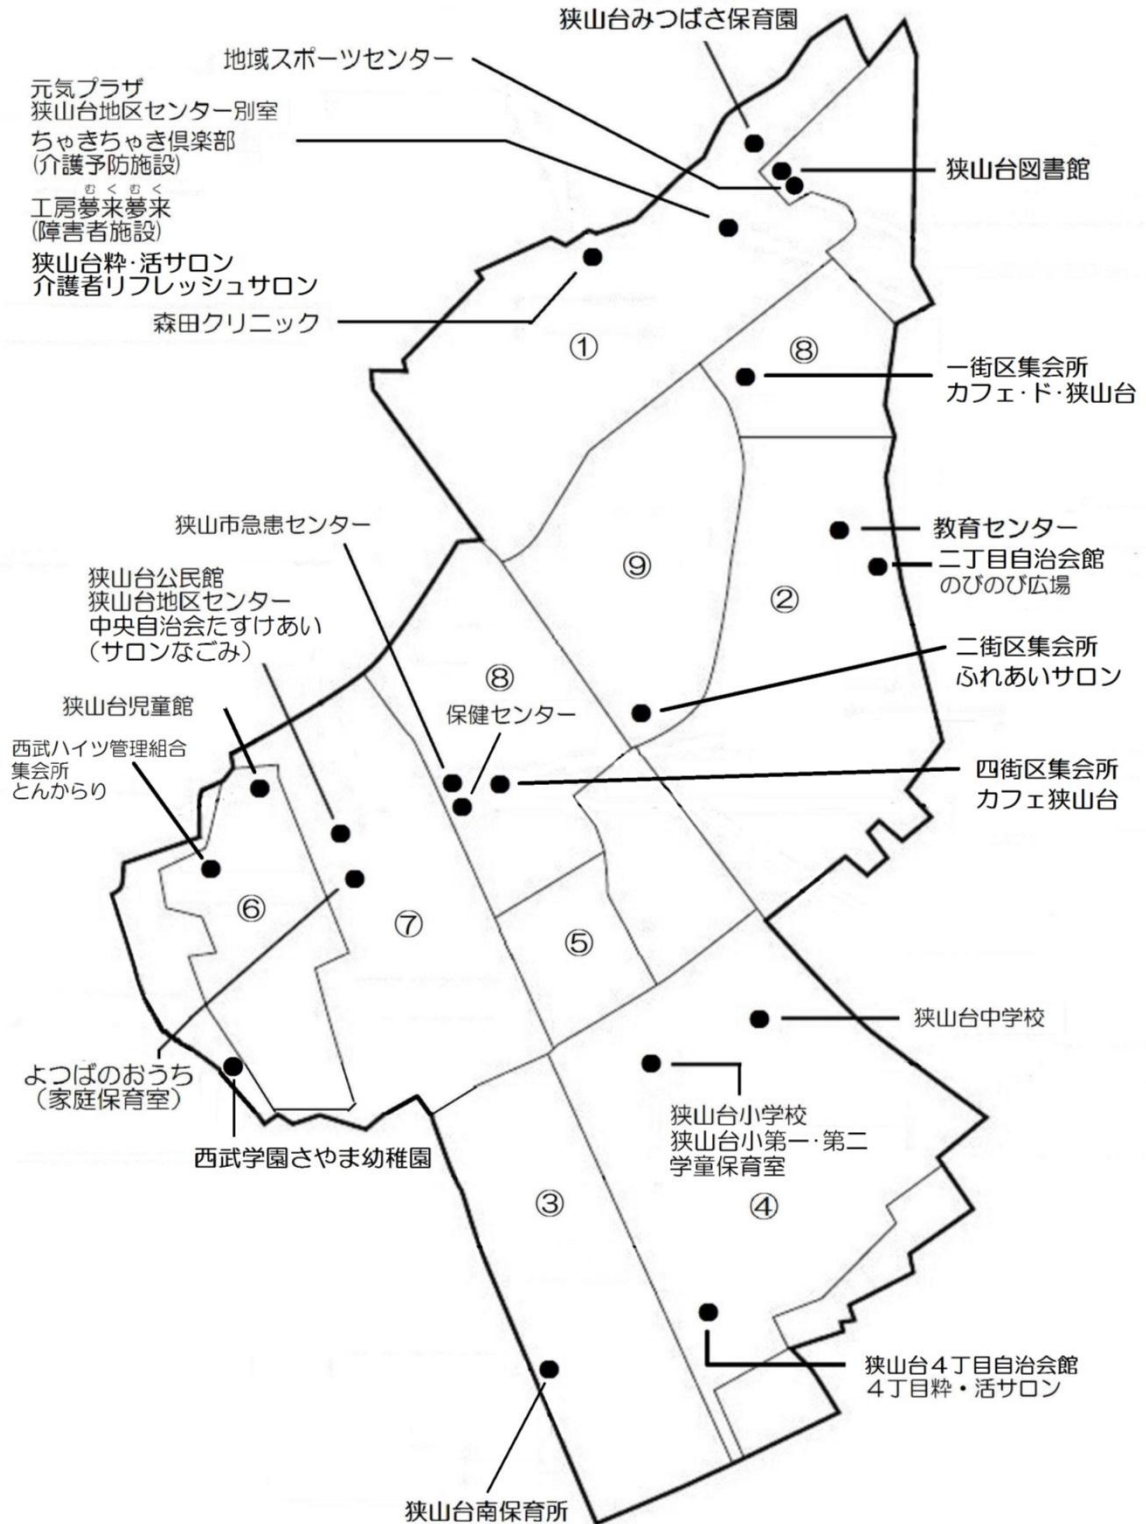 狭山台みつばさ保育園
地域スポーツセンター
元気プラザ
狭山台地区センター別室
ちゃきちゃき倶楽部
(介護予防施設)
むくむく
工房夢来夢来
(障害者施設)
狭山台粋・活サロン
介護者リフレッシュサロン
森田クリニック
狭山台図書館
①
⑧
一街区集会所
カフェ・ド・狭山台
狭山市急患センター
教育センター
二丁目自治会館
のびのび広場
⑨
②
狭山台公民館
狭山台地区センター
中央自治会たすけあい
(サロンなごみ)
二街区集会所
ふれあいサロン
⑧
保健センター
狭山台児童館
西武ハイツ管理組合
集会所
とんからり
四街区集会所
カフェ狭山台
⑥
⑦
⑤
狭山台中学校
よつばのおうち
(家庭保育室)
狭山台小学校
狭山台小第一・第二
学童保育室
西武学園さやま幼稚園
③
④
狭山台4丁目自治会館
4丁目粋・活サロン
狭山台南保育所